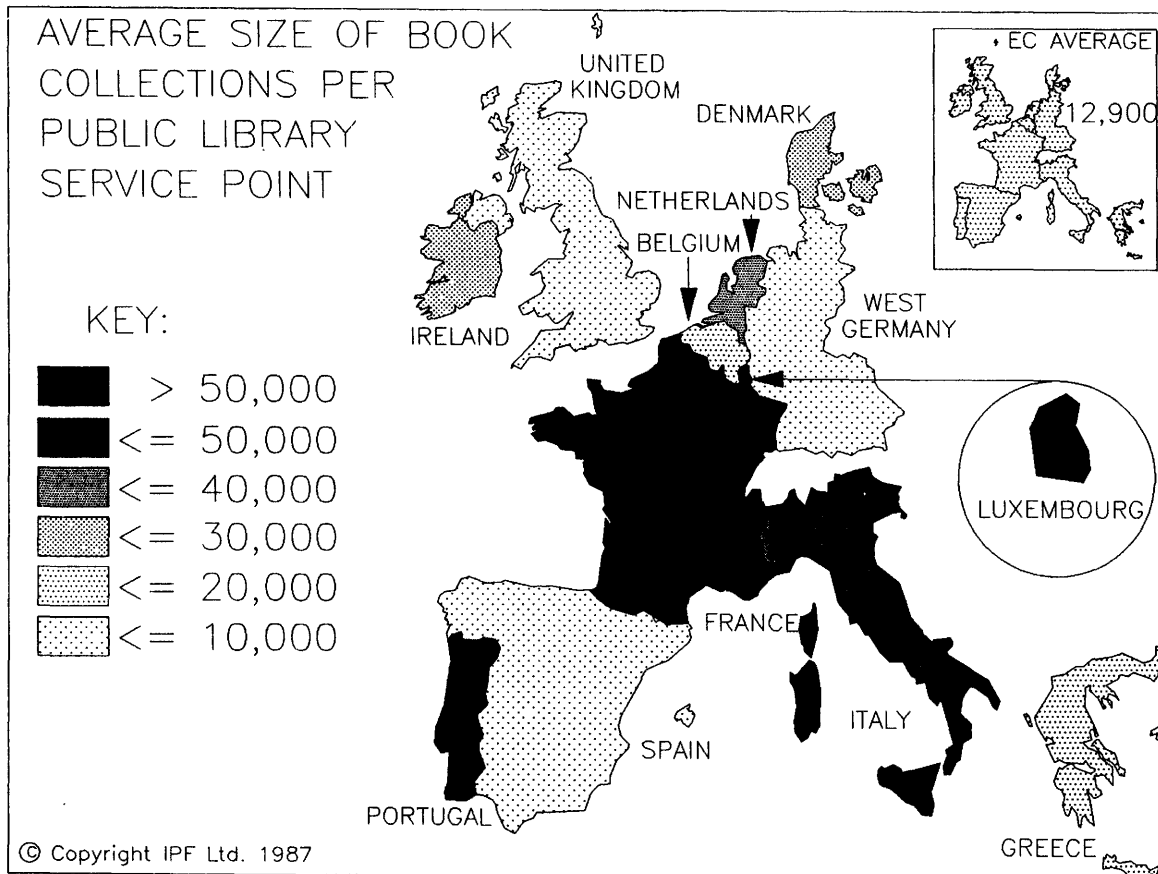 AVERAGE SIZE OF BOOK
COLLECTIONS PER
PUBLIC LIBRARY
SERVICE POINT
EC AVERAGE
12,900
UNITED
KINGDOM
DENMARK
NETHERLANDS
BELGIUM
IRELAND
WEST
GERMANY
KEY:
> 50,000
<= 50,000
<= 40,000
<= 30,000
<= 20,000
<= 10,000
LUXEMBOURG
FRANCE
ITALY
SPAIN
PORTUGAL
GREECE
© Copyright IPF Ltd. 1987